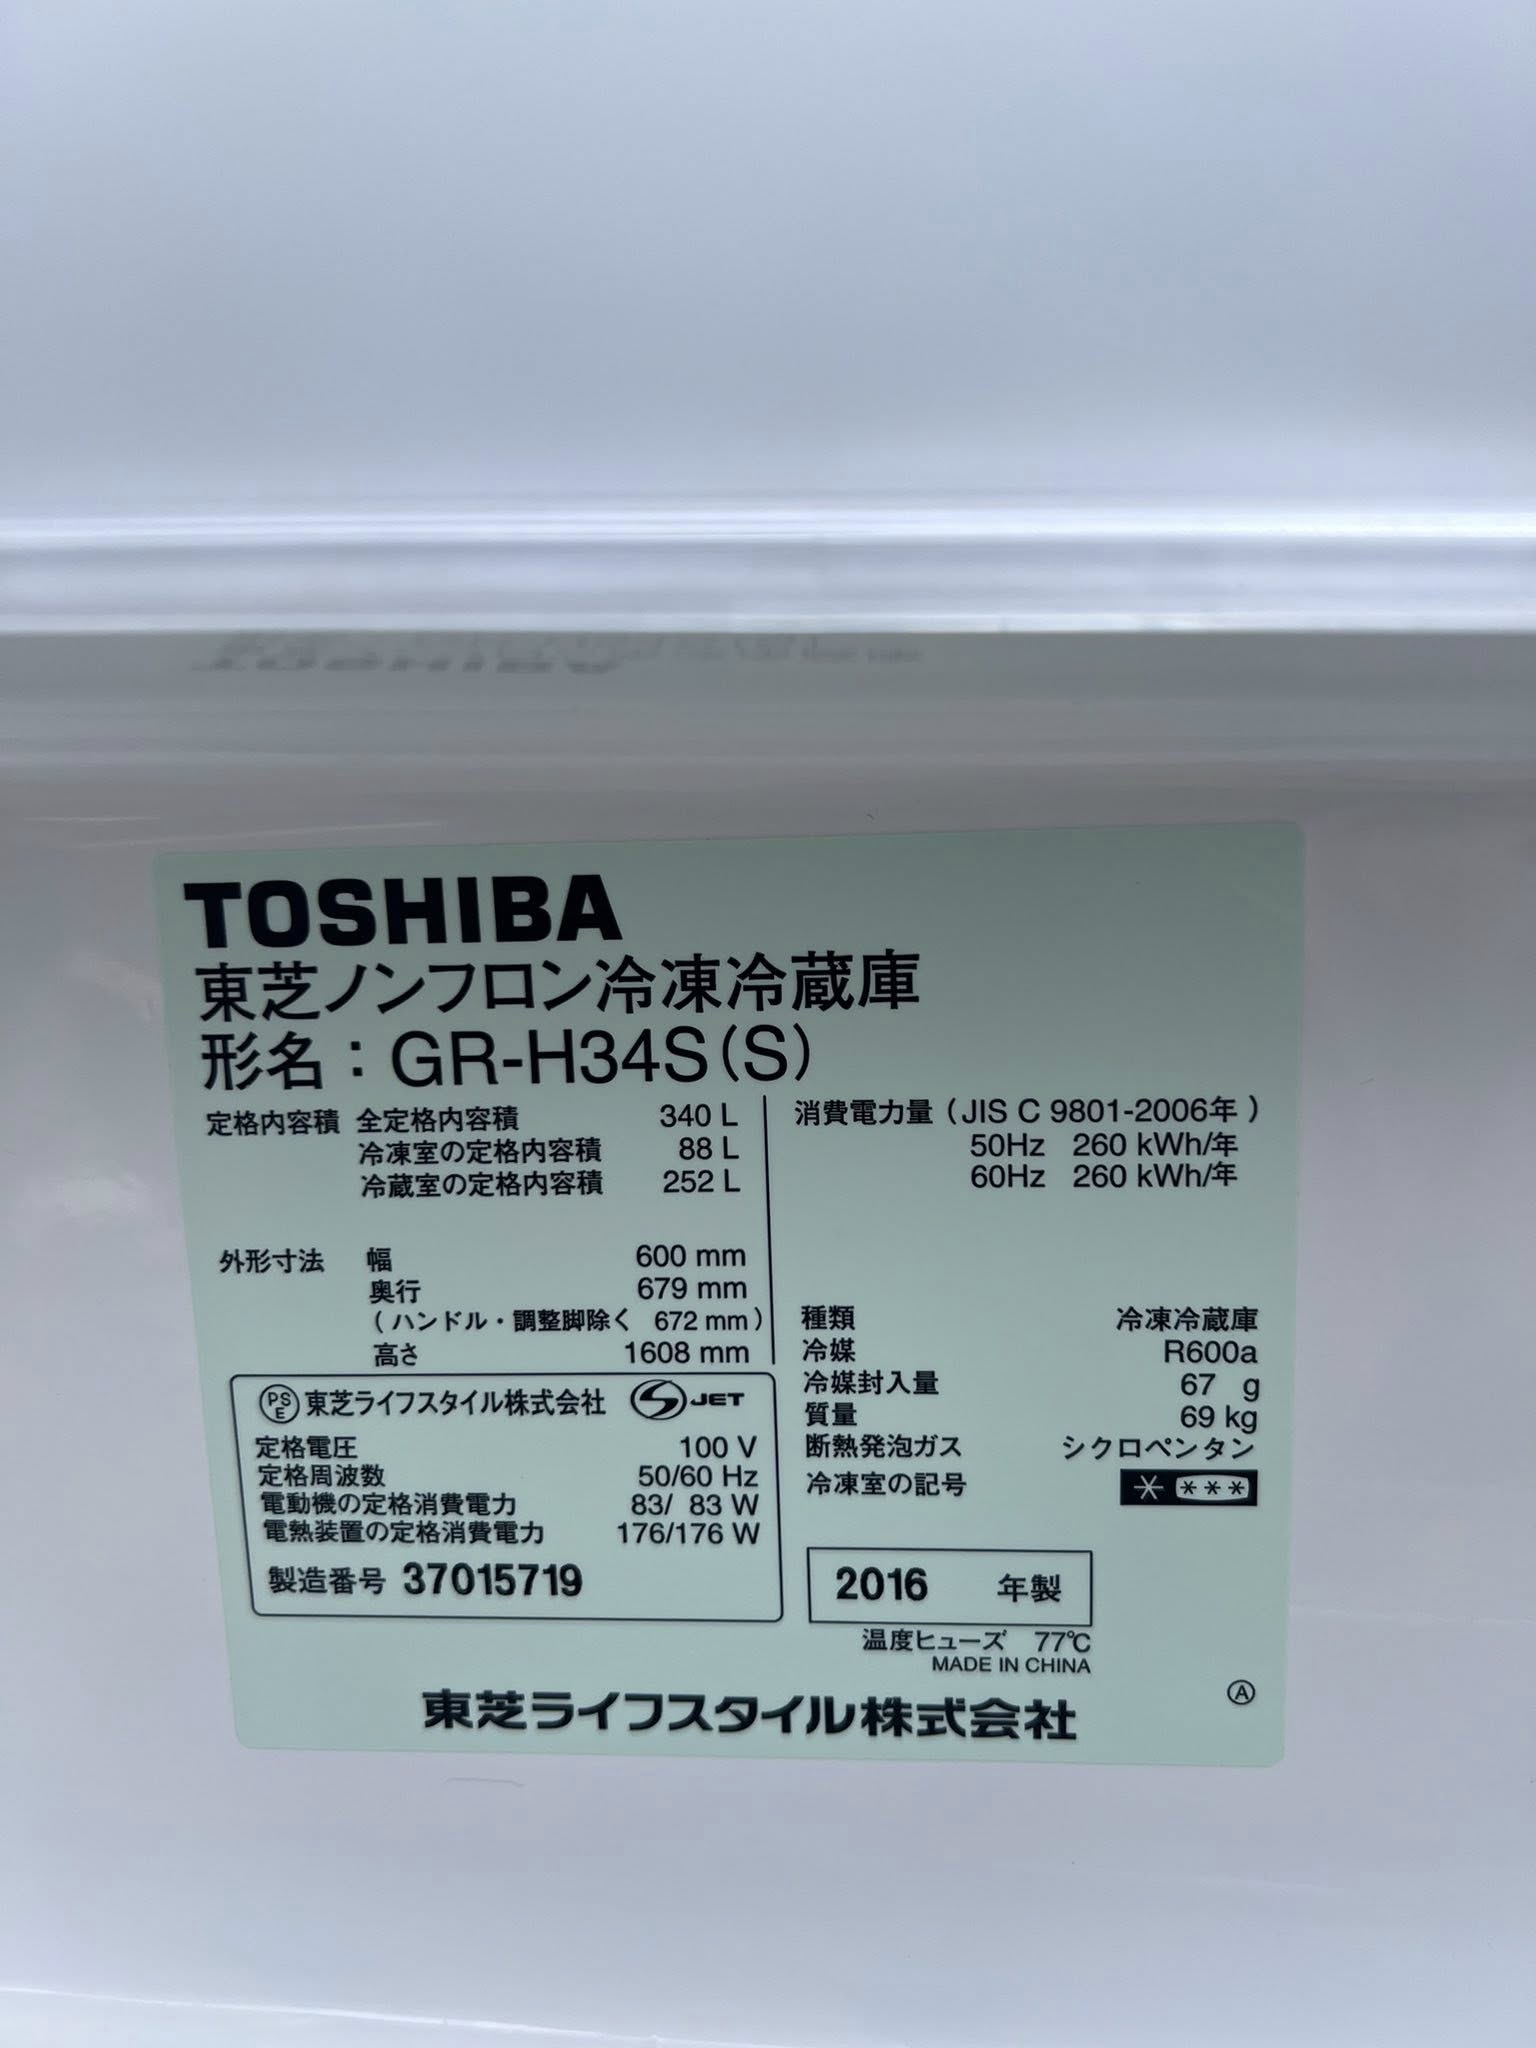 TOSHIBA
東芝ノンフロン冷凍冷蔵庫
形名：GR-H34S(S)
定格内容積 全定格内容積 340 L
冷凍室の定格内容積 88 L
冷蔵室の定格内容積 252 L
外形寸法 幅 600 mm
奥行 679 mm
(ハンドル・調整脚除く 672 mm)
高さ 1608 mm
消費電力量 (JIS C 9801-2006年)
50Hz 260 kWh/年
60Hz 260 kWh/年
種類 冷凍冷蔵庫
冷媒 R600a
冷媒封入量 67 g
質量 69 kg
断熱発泡ガス シクロペンタン
冷凍室の記号 * ***
PSE 東芝ライフスタイル株式会社 JET
定格電圧 100 V
定格周波数 50/60 Hz
電動機の定格消費電力 83/ 83 W
電熱装置の定格消費電力 176/176 W
製造番号 37015719
2016 年製
温度ヒューズ 77℃
MADE IN CHINA
東芝ライフスタイル株式会社
Ⓐ